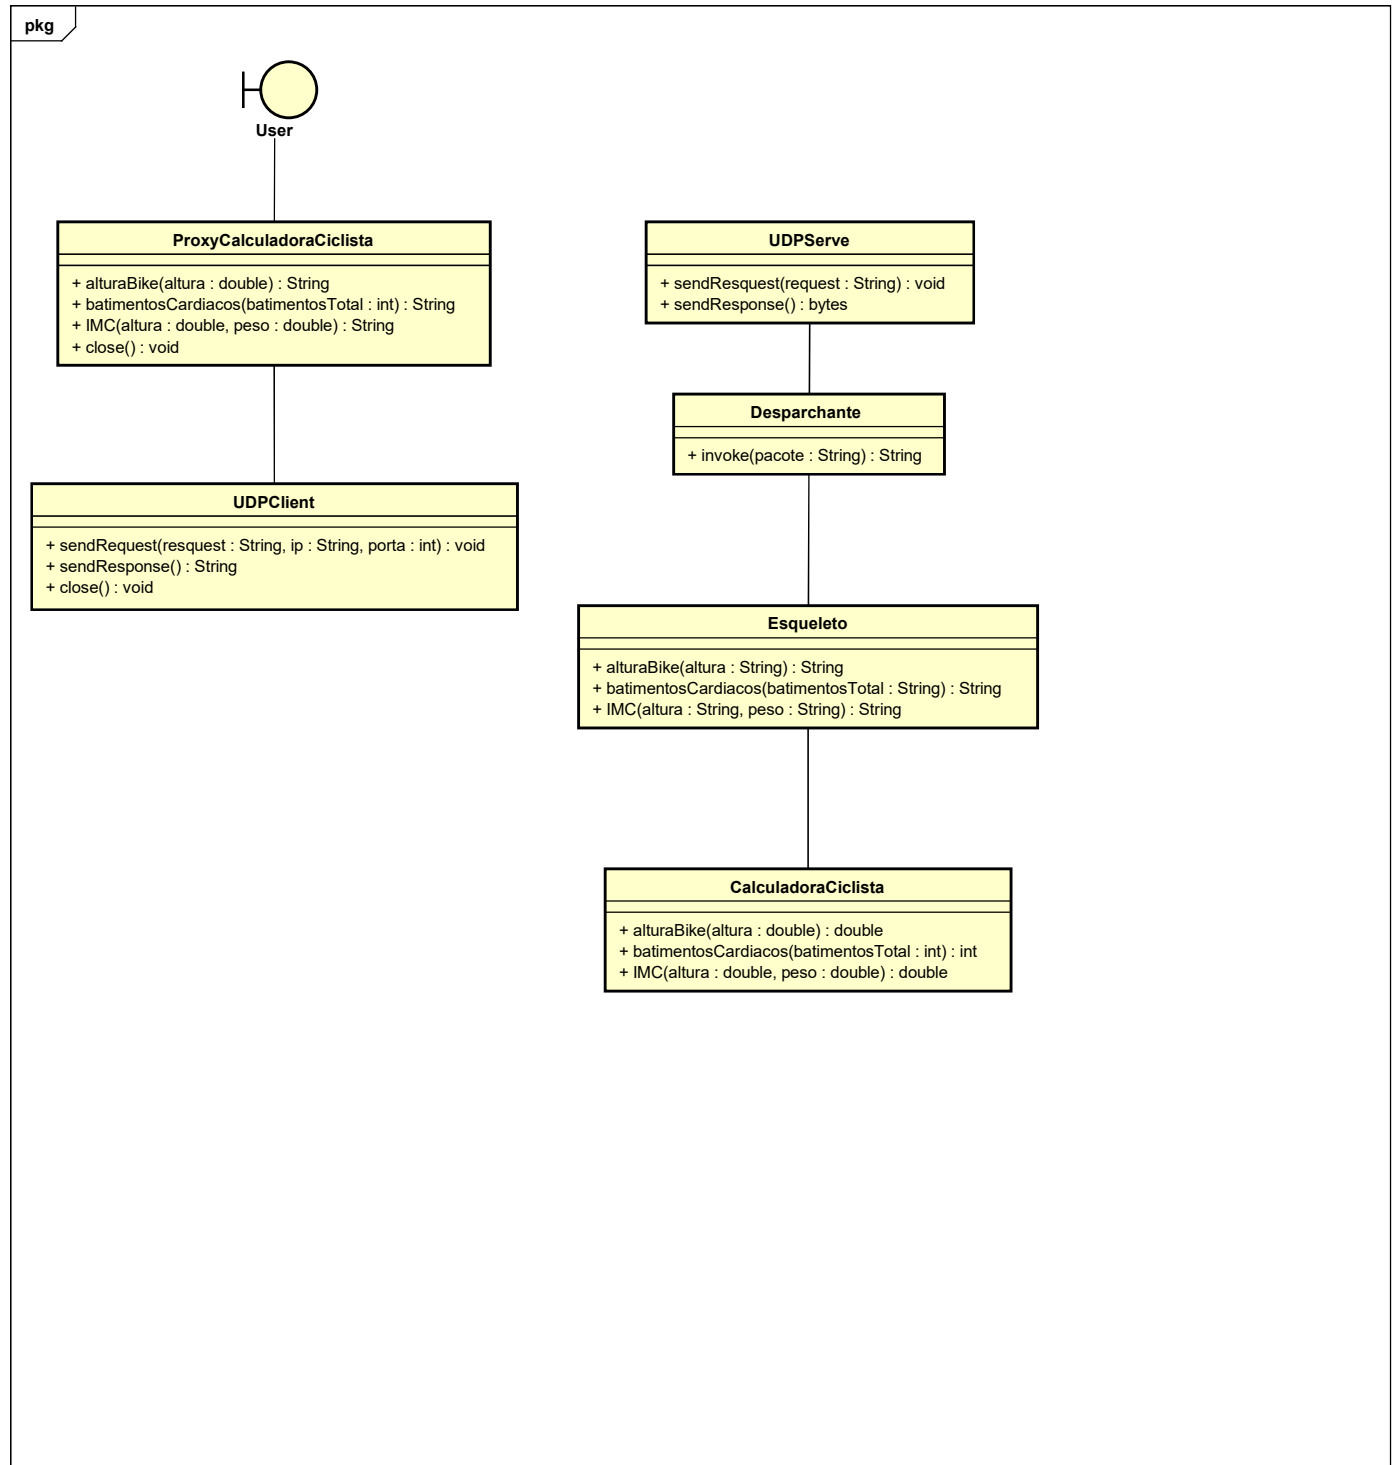 pkg
User
ProxyCalculadoraCiclista
+ alturaBike(altura : double) : String
+ batimentosCardiacos(batimentosTotal : int) : String
+ IMC(altura : double, peso : double) : String
+ close() : void
UDPClient
+ sendRequest(resquest : String, ip : String, porta : int) : void
+ sendResponse() : String
+ close() : void
UDPServe
+ sendResquest(request : String) : void
+ sendResponse() : bytes
Desparchante
+ invoke(pacote : String) : String
Esqueleto
+ alturaBike(altura : String) : String
+ batimentosCardiacos(batimentosTotal : String) : String
+ IMC(altura : String, peso : String) : String
CalculadoraCiclista
+ alturaBike(altura : double) : double
+ batimentosCardiacos(batimentosTotal : int) : int
+ IMC(altura : double, peso : double) : double